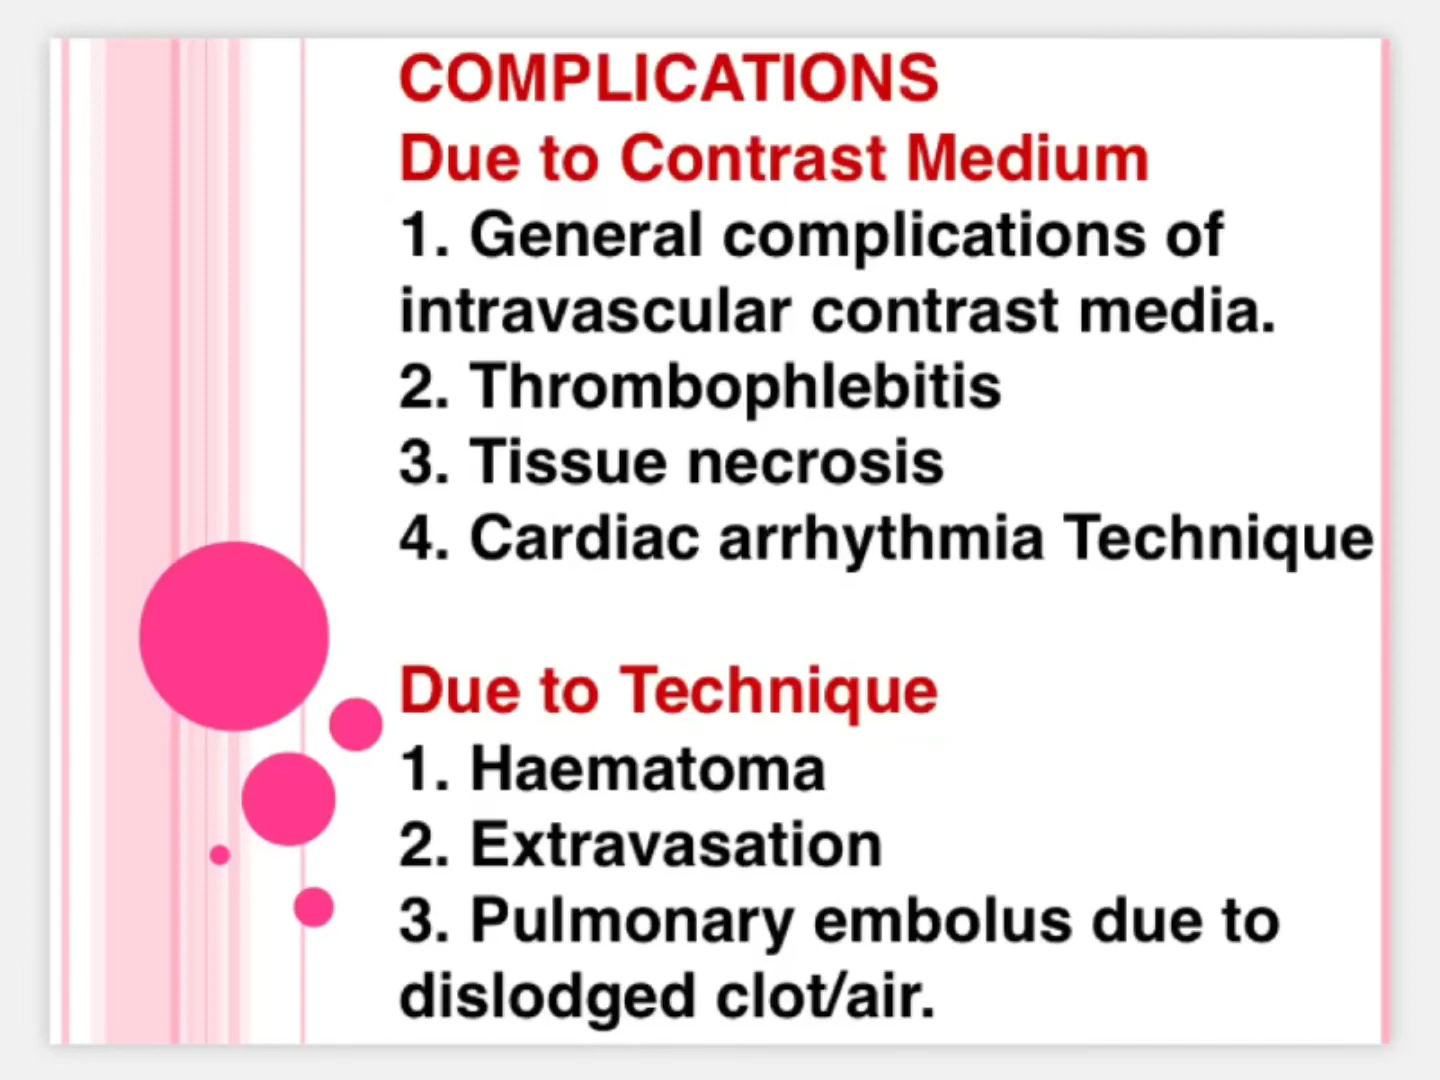 COMPLICATIONS
Due to Contrast Medium
1. General complications of
intravascular contrast media.
2. Thrombophlebitis
3. Tissue necrosis
4. Cardiac arrhythmia Technique
Due to Technique
1. Haematoma
2. Extravasation
3. Pulmonary embolus due to
dislodged clot/air.